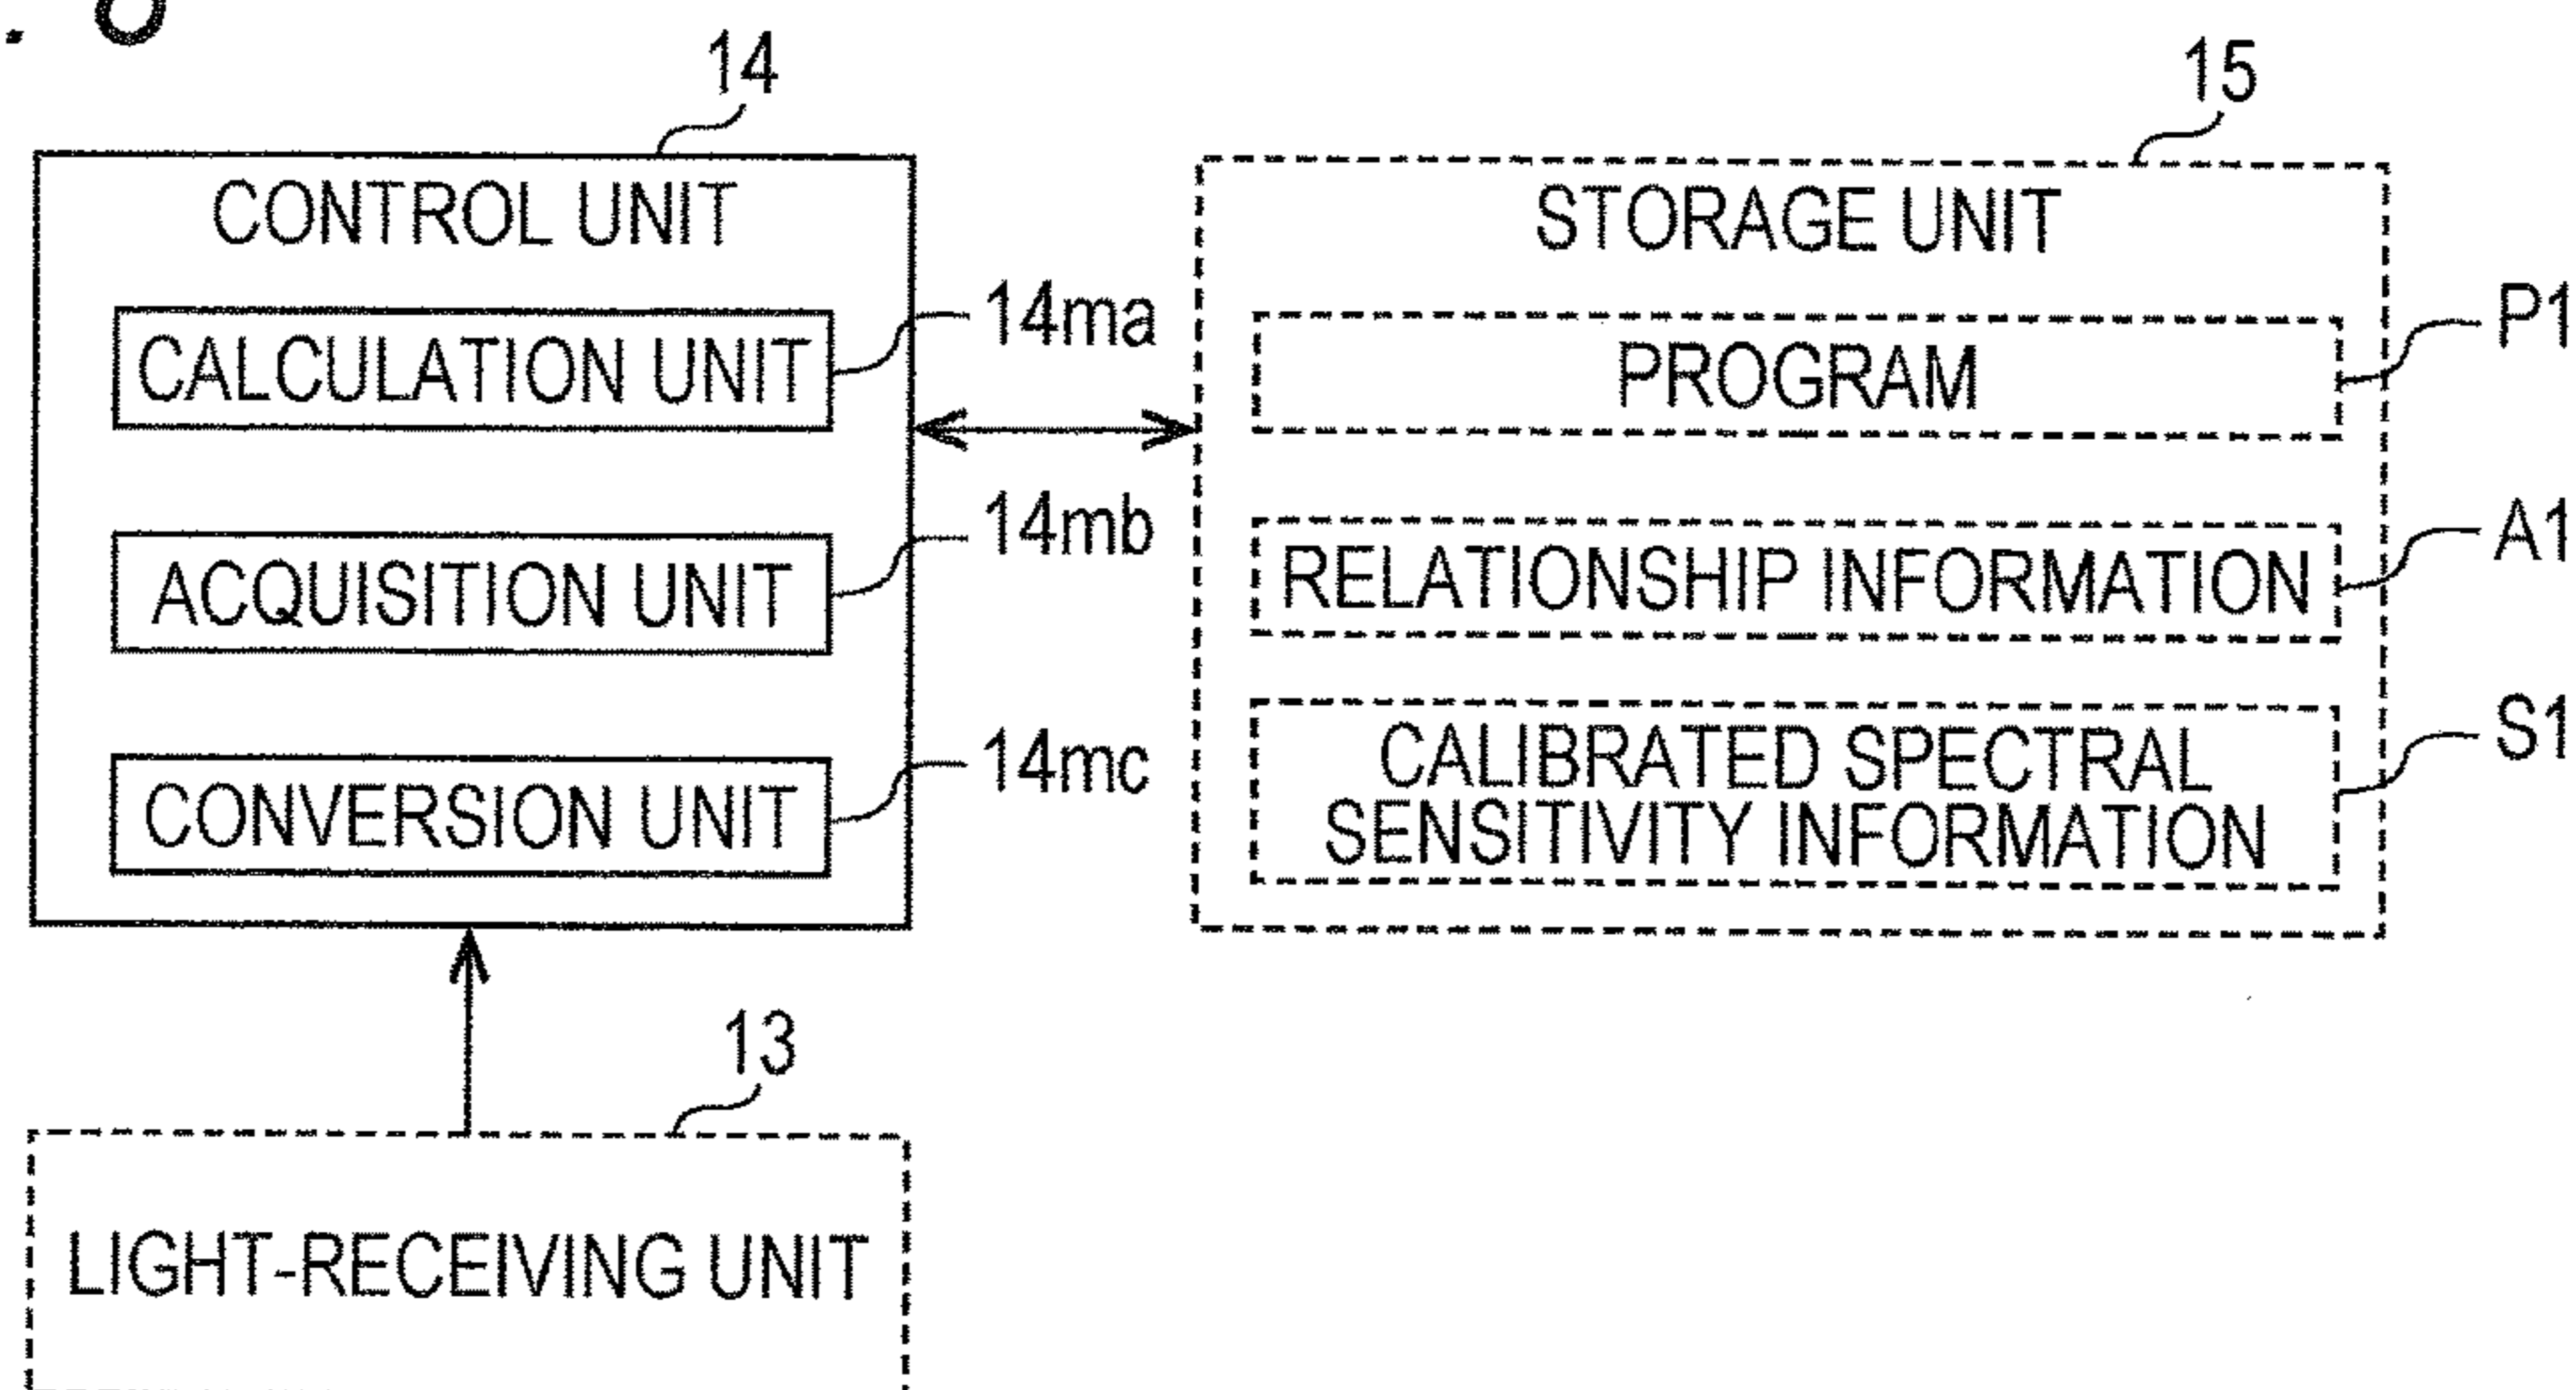 14
15
CONTROL UNIT
CALCULATION UNIT
14ma
ACQUISITION UNIT
14mb
CONVERSION UNIT
14mc
STORAGE UNIT
PROGRAM
P1
RELATIONSHIP INFORMATION
A1
CALIBRATED SPECTRAL
SENSITIVITY INFORMATION
S1
13
LIGHT-RECEIVING UNIT